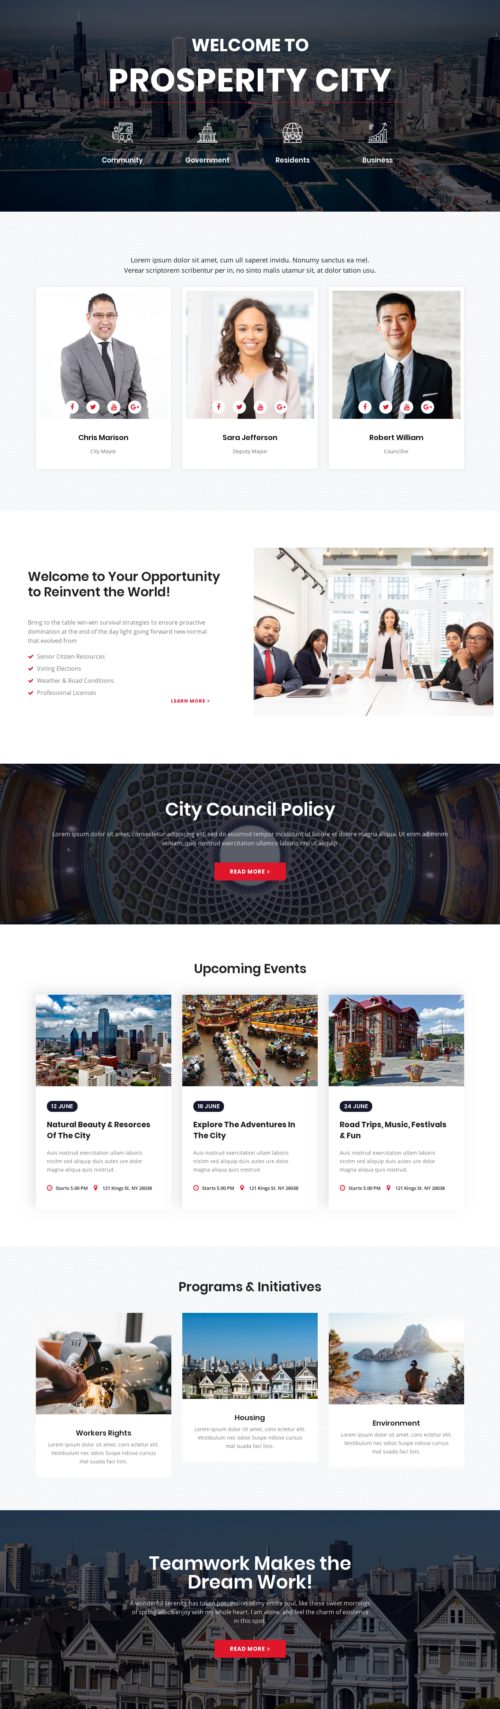 WELCOME TO
PROSPERITY CITY
Community Government Residents Business
Lorem ipsum dolor sit amet, cum ull saperet invidu. Nonumy sanctus ea mel.
Verear scriptorem scribentur per in, no sinto malis utamur sit, at dolor tation usu.
Chris Marison
City Mayor
Sara Jefferson
Deputy Mayor
Robert William
Councillor
Welcome to Your Opportunity
to Reinvent the World!
Bring to the table win-win survival strategies to ensure proactive
domination at the end of the day light going forward new normal
that evolved from
Senior Citizen Resources
Voting Elections
Weather & Road Conditions
Professional Licenses
LEARN MORE >
City Council Policy
Lorem ipsum dolor sit amet, consectetur adipiscing elit, sed do eiusmod tempor incididunt ut labore et dolore magna aliqua. Ut enim adiminim
veniam, quis nostrud exercitation ullamco laboris nisi ut aliquip
READ MORE >
Upcoming Events
12 JUNE
Natural Beauty & Resorces
Of The City
Auis nostrud exercitation ullam laboris
nisitm sed aliquip duis autes ure dolor
magna aliqua quis nostrud.
Starts 5.00 PM 121 Kings St. NY 26038
18 JUNE
Explore The Adventures In
The City
Auis nostrud exercitation ullam laboris
nisitm sed aliquip duis autes ure dolor
magna aliqua quis nostrud.
Starts 5.00 PM 121 Kings St. NY 26038
24 JUNE
Road Trips, Music, Festivals
& Fun
Auis nostrud exercitation ullam laboris
nisitm sed aliquip duis autes ure dolor
magna aliqua quis nostrud.
Starts 5.00 PM 121 Kings St. NY 26038
Programs & Initiatives
Workers Rights
Lorem ipsum dolor sit amet, cons ectetur elit.
Vestibulum nec odios Suspe ndisse cursus
mal suada faci lisis.
Housing
Lorem ipsum dolor sit amet, cons ectetur elit.
Vestibulum nec odios Suspe ndisse cursus
mal suada faci lisis.
Environment
Lorem ipsum dolor sit amet, cons ectetur elit.
Vestibulum nec odios Suspe ndisse cursus
mal suada faci lisis.
Teamwork Makes the
Dream Work!
A wonderful serenity has taken possession of my entire soul, like these sweet mornings
of spring which enjoy with my whole heart. I am alone, and feel the charm of existence
in this spot.
READ MORE >